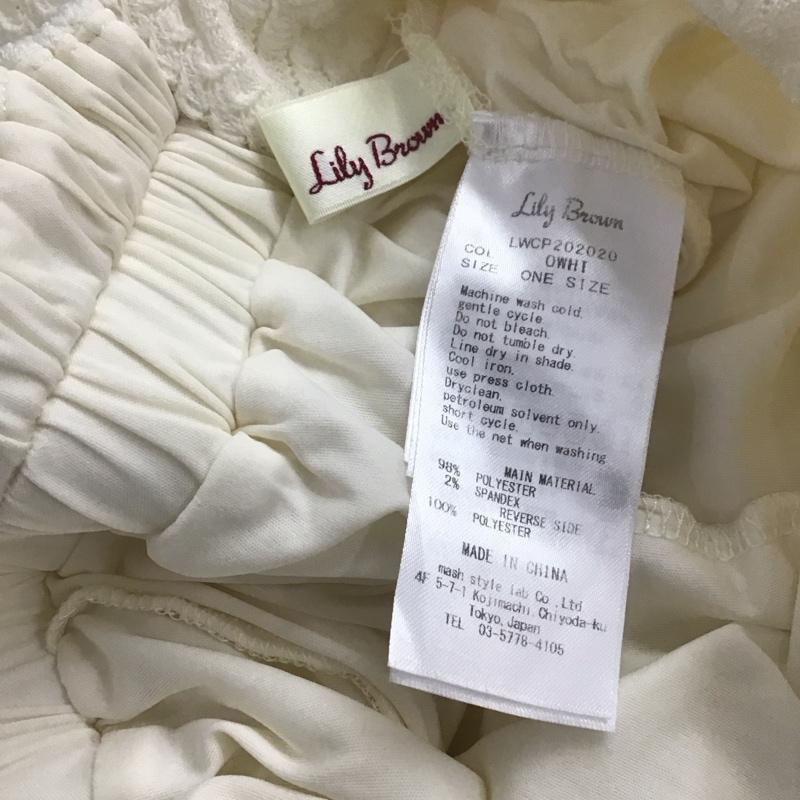 Lily Brown
Lily Brown
LWCP202020
COL OWHT
SIZE ONE SIZE
Machine wash cold.
gentle cycle
Do not bleach.
Do not tumble dry.
Line dry in shade.
Cool iron.
use press cloth.
Dryclean,
petroleum solvent only.
short cycle.
Use the net when washing
MAIN MATERIAL
98% POLYESTER
2% SPANDEX
REVERSE SIDE
100% POLYESTER
MADE IN CHINA
mash style lab Co.,Ltd
4F 5-7-1 Kojimachi,Chiyoda-ku
Tokyo,Japan
TEL 03-5778-4105